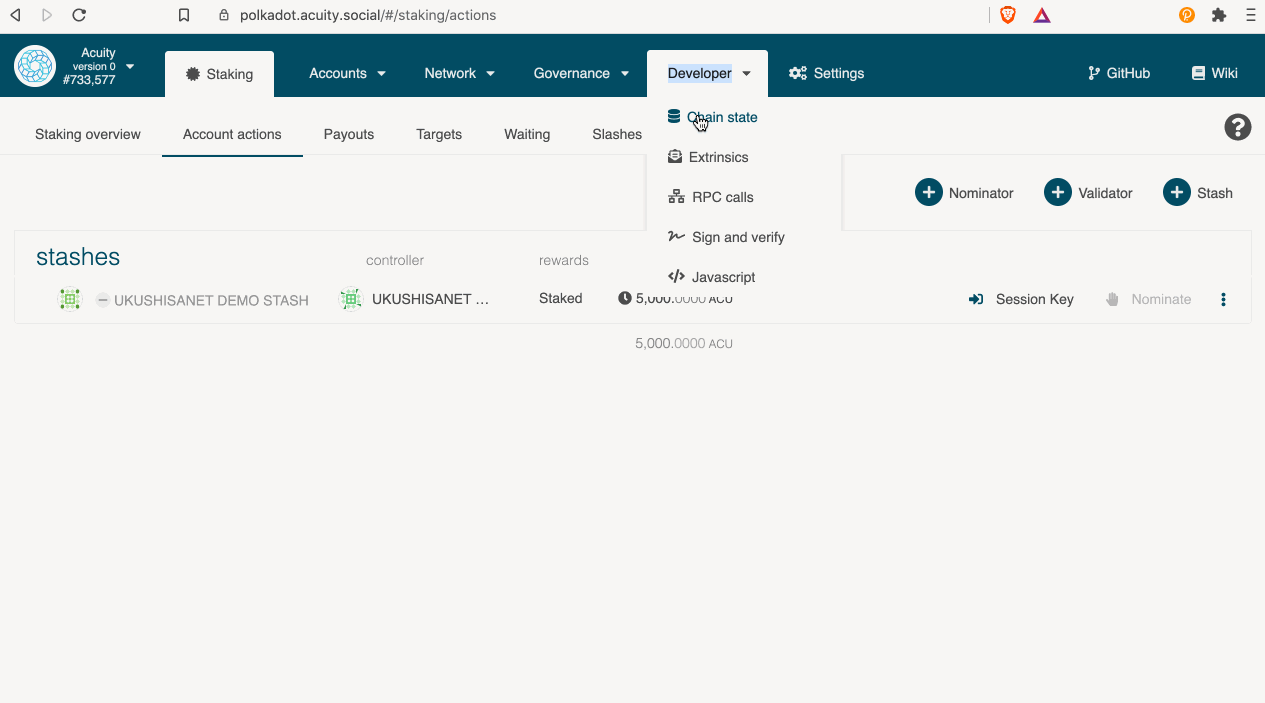 polkadot.acuity.social/#/staking/actions
Acuity
version 0
#733,577
Staking
Accounts
Network
Governance
Developer
Settings
GitHub
Wiki
Staking overview
Account actions
Payouts
Targets
Waiting
Slashes
Chain state
Extrinsics
RPC calls
Sign and verify
Javascript
Nominator
Validator
Stash
stashes
controller
rewards
UKUSHISANET DEMO STASH
UKUSHISANET ...
Staked
5,000.0000 ACU
Session Key
Nominate
5,000.0000 ACU